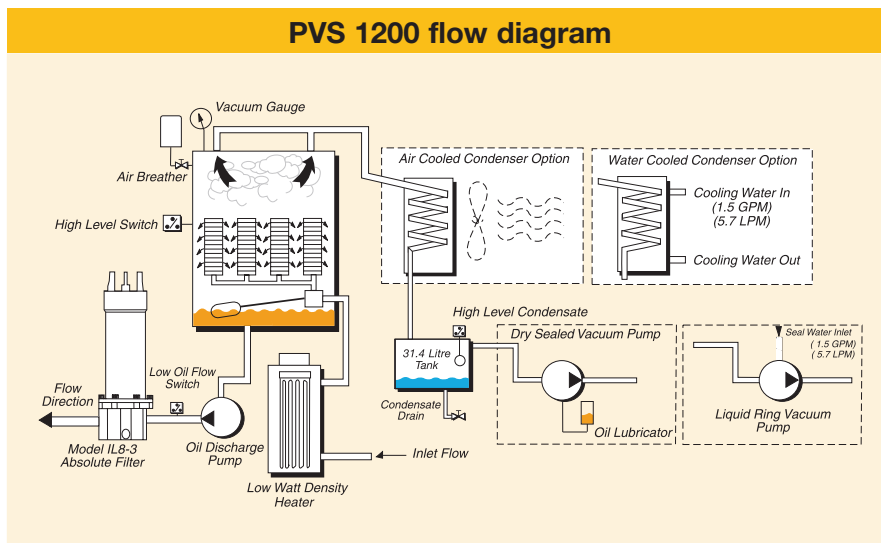 PVS 1200 flow diagram
Vacuum Gauge
Air Breather
High Level Switch
Air Cooled Condenser Option
Water Cooled Condenser Option
Cooling Water In
(1.5 GPM)
(5.7 LPM)
Cooling Water Out
High Level Condensate
31.4 Litre
Tank
Condensate
Drain
Dry Sealed Vacuum Pump
Oil Lubricator
Seal Water Inlet
( 1.5 GPM)
( 5.7 LPM)
Liquid Ring Vacuum
Pump
Low Oil Flow
Switch
Flow
Direction
Model IL8-3
Absolute Filter
Oil Discharge
Pump
Inlet Flow
Low Watt Density
Heater